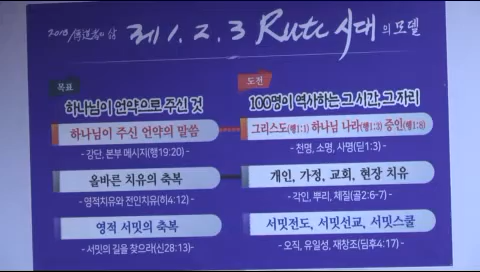 2018 傳道者의 삶 제1.2.3 RUTC 시대의 모델
목표
하나님이 언약으로 주신 것
하나님이 주신 언약의 말씀
- 강단, 본부 메시지(행19:20) -
올바른 치유의 축복
- 영적치유와 전인치유(히4:12) -
영적 서밋의 축복
- 서밋의 길을 찾으라(신28:13) -
도전
100명이 역사하는 그 시간, 그 자리
그리스도(행1:1) 하나님 나라(행1:3) 증인(1:8)
- 천명, 소명, 사명(딛1:3) -
개인, 가정, 교회, 현장 치유
- 각인, 뿌리, 체질(골2:6-7) -
서밋전도, 서밋선교, 서밋스쿨
- 오직, 유일성, 재창조(딤후4:17) -